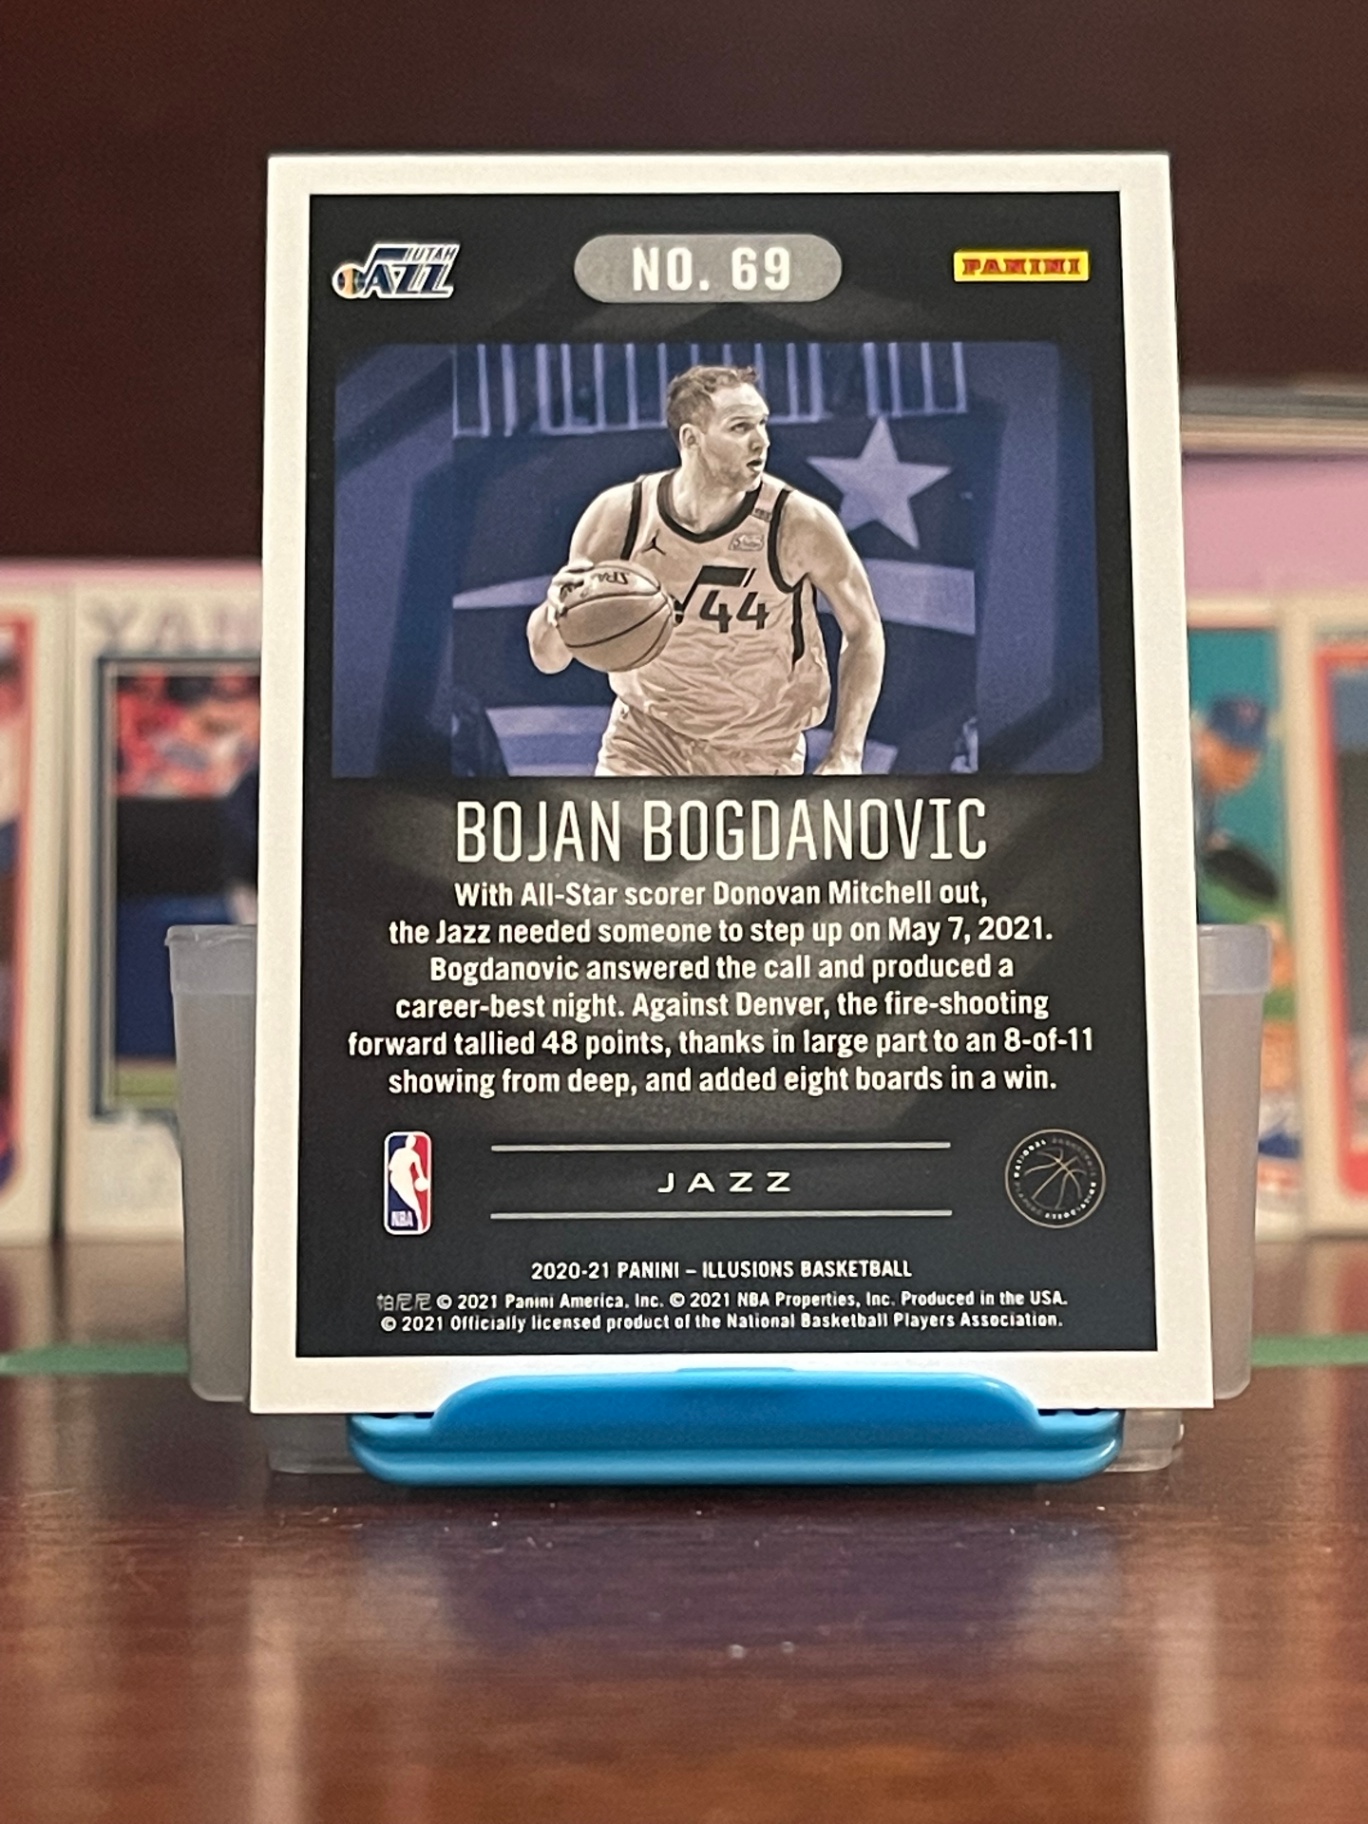 UTAH
JAZZ
NO. 69
PANINI
44
BOJAN BOGDANOVIC
With All-Star scorer Donovan Mitchell out,
the Jazz needed someone to step up on May 7, 2021.
Bogdanovic answered the call and produced a
career-best night. Against Denver, the fire-shooting
forward tallied 48 points, thanks in large part to an 8-of-11
showing from deep, and added eight boards in a win.
NBA
JAZZ
2020-21 PANINI – ILLUSIONS BASKETBALL
帕尼尼 © 2021 Panini America, Inc. © 2021 NBA Properties, Inc. Produced in the USA.
© 2021 Officially licensed product of the National Basketball Players Association.